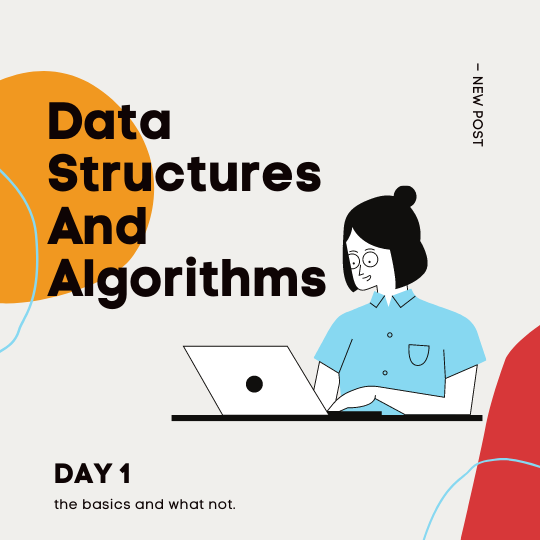 – NEW POST
Data
Structures
And
Algorithms
DAY 1
the basics and what not.